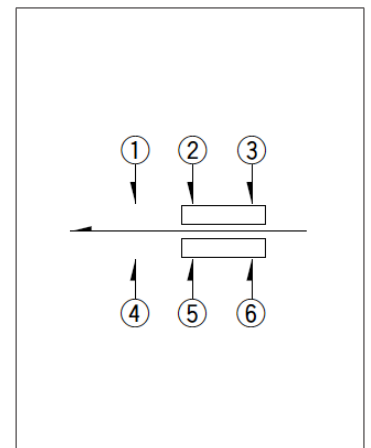 ① ② ③
④ ⑤ ⑥